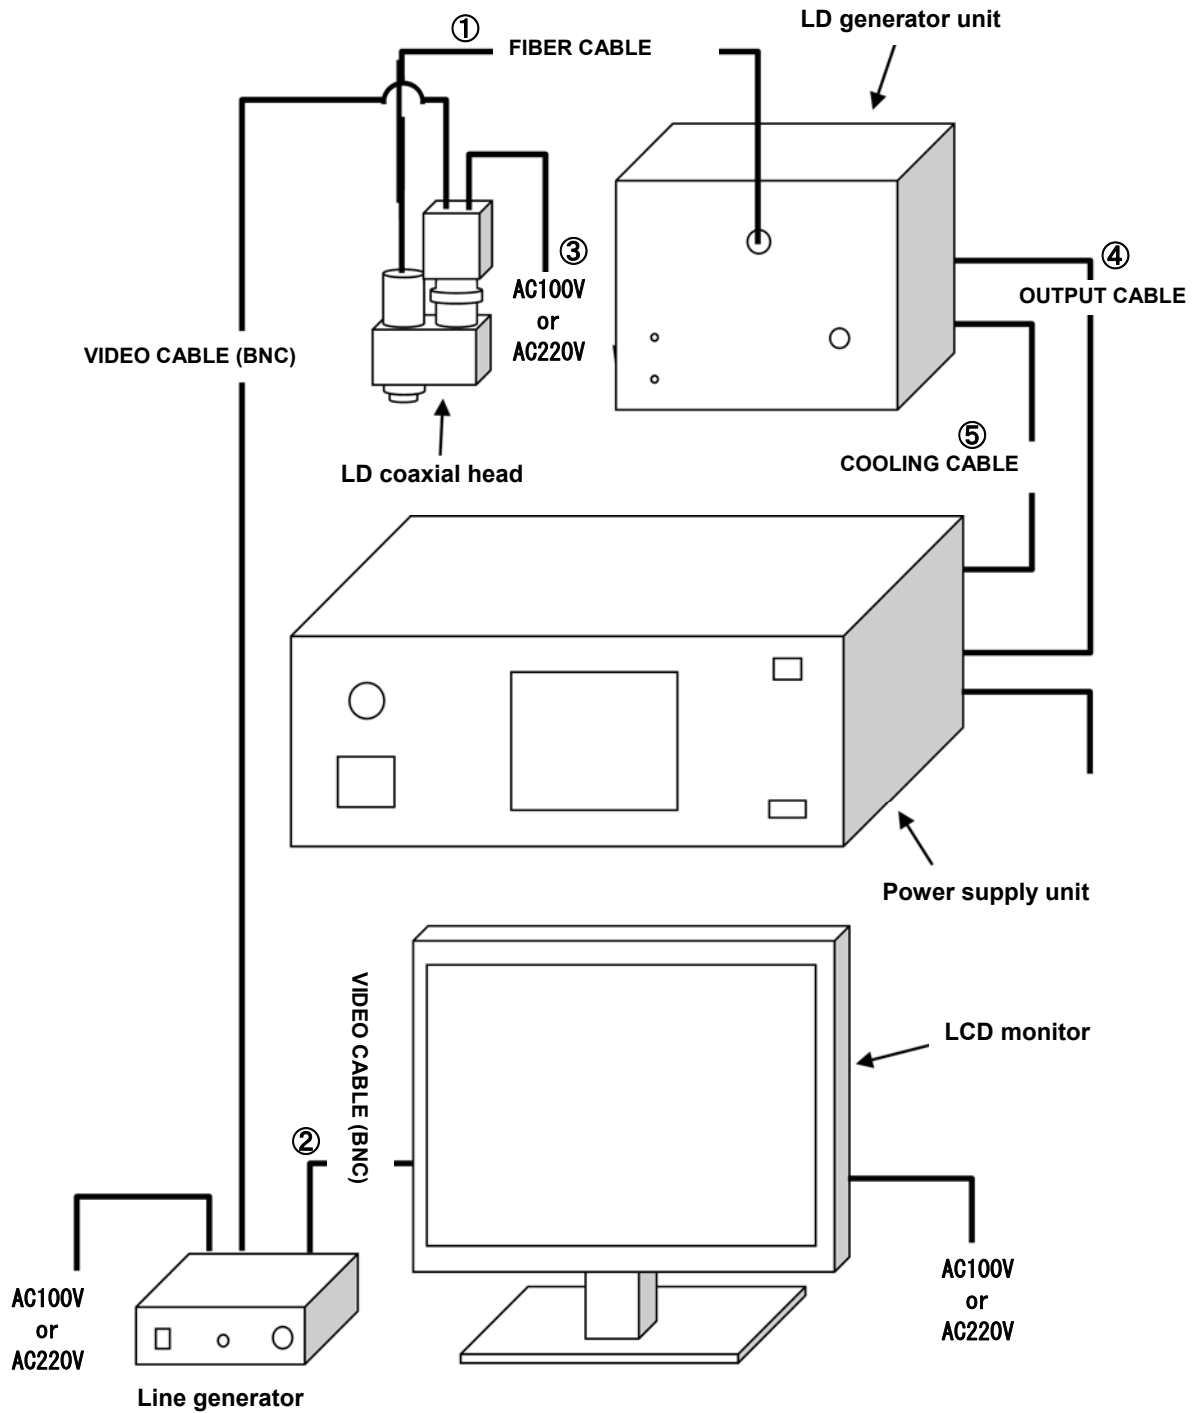 LD generator unit
①
FIBER CABLE
③
AC100V
or
AC220V
④
OUTPUT CABLE
VIDEO CABLE (BNC)
⑤
COOLING CABLE
LD coaxial head
Power supply unit
VIDEO CABLE (BNC)
LCD monitor
②
AC100V
or
AC220V
AC100V
or
AC220V
Line generator